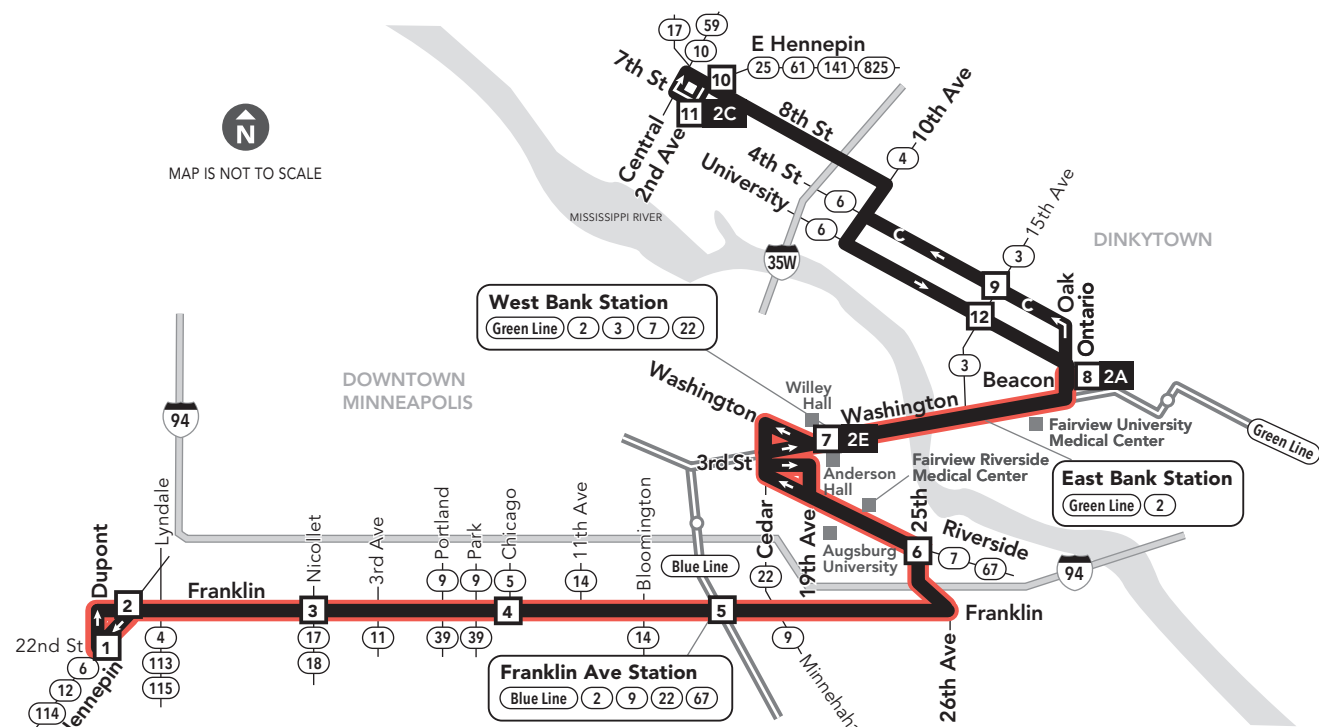 17
59
10
E Hennepin
25 61 141 825
7th St
10
11 2C
Central
2nd Ave
8th St
10th Ave
4
4th St
6
University
6
N
MAP IS NOT TO SCALE
MISSISSIPPI RIVER
35W
C
C
15th Ave
3
9
12
3
DINKYTOWN
Oak
Ontario
Beacon
8 2A
West Bank Station
Green Line 2 3 7 22
DOWNTOWN
MINNEAPOLIS
94
Washington
Willey
Hall
Washington
7 2E
Fairview University
Medical Center
Green Line
3rd St
Anderson
Hall
Fairview Riverside
Medical Center
East Bank Station
Green Line 2
Cedar
19th Ave
Augsburg
University
25th
6
Riverside
7
67
94
Blue Line
22
Lyndale
Nicollet
3rd Ave
Portland
9
Park
9
Chicago
5
11th Ave
14
Bloomington
Dupont
2
Franklin
3
4
5
Franklin
22nd St
1
6
12
114
4
113
115
17
18
11
39
39
14
9
Minnehaha
26th Ave
Franklin Ave Station
Blue Line 2 9 22 67